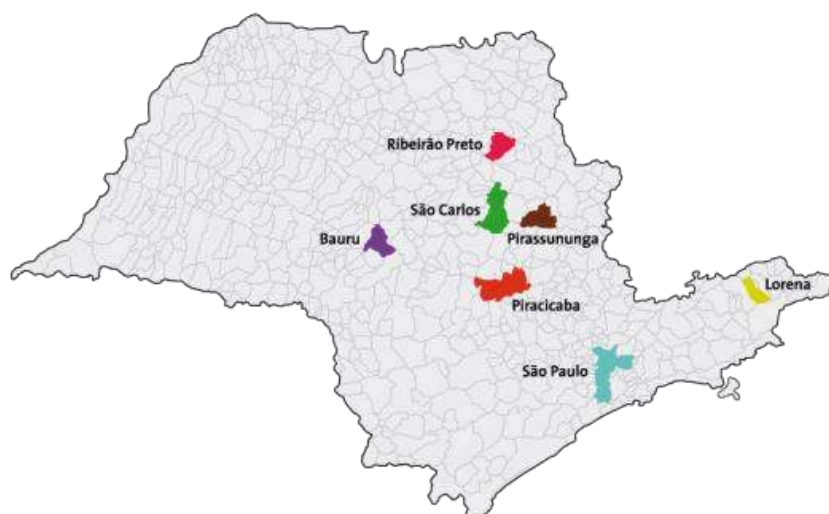 Ribeirão Preto
São Carlos
Pirassununga
Bauru
Lorena
Piracicaba
São Paulo